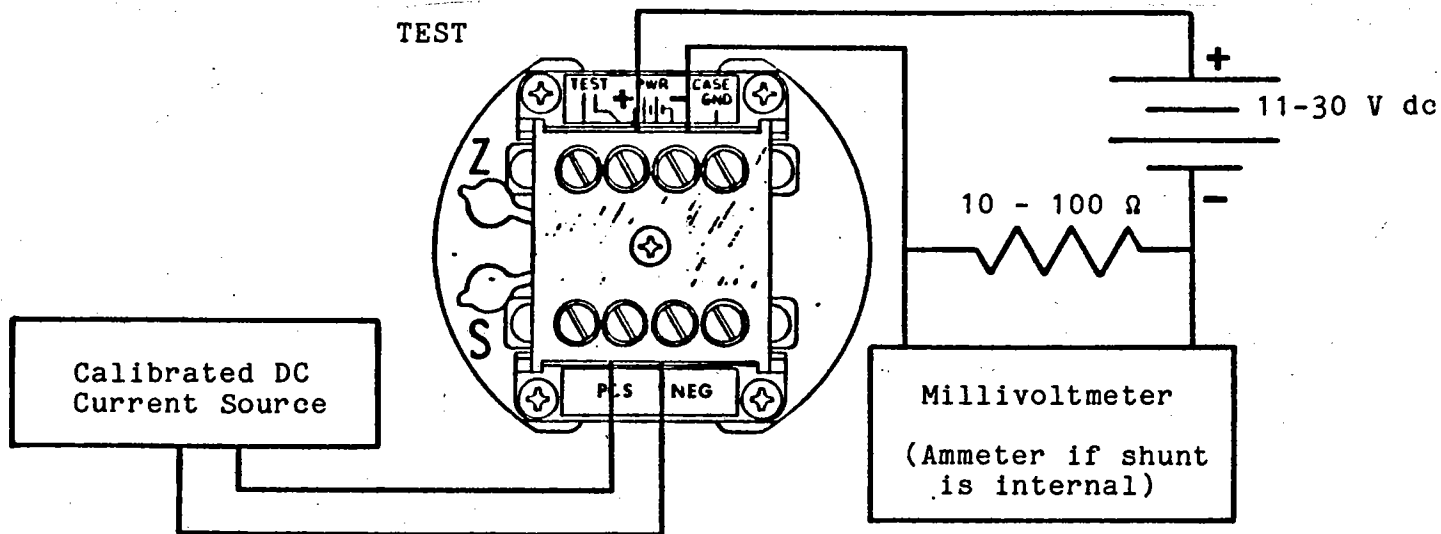 TEST
TEST + PWR - CASE
GND
+
11-30 V dc
-
Z
10 - 100 Ω
S
Calibrated DC
Current Source
PLS NEG
Millivoltmeter
(Ammeter if shunt
is internal)